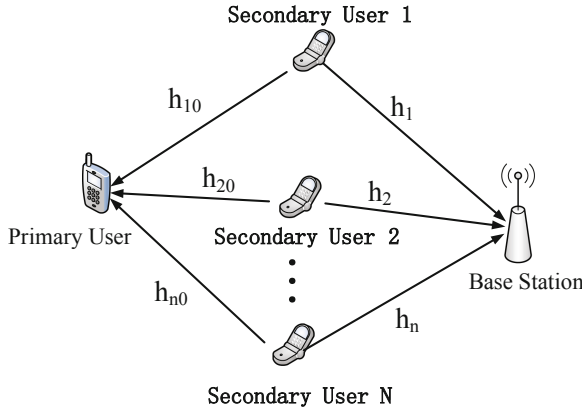 Secondary User 1
h10
h1
h20
h2
Primary User
Secondary User 2
Base Station
hn0
hn
Secondary User N